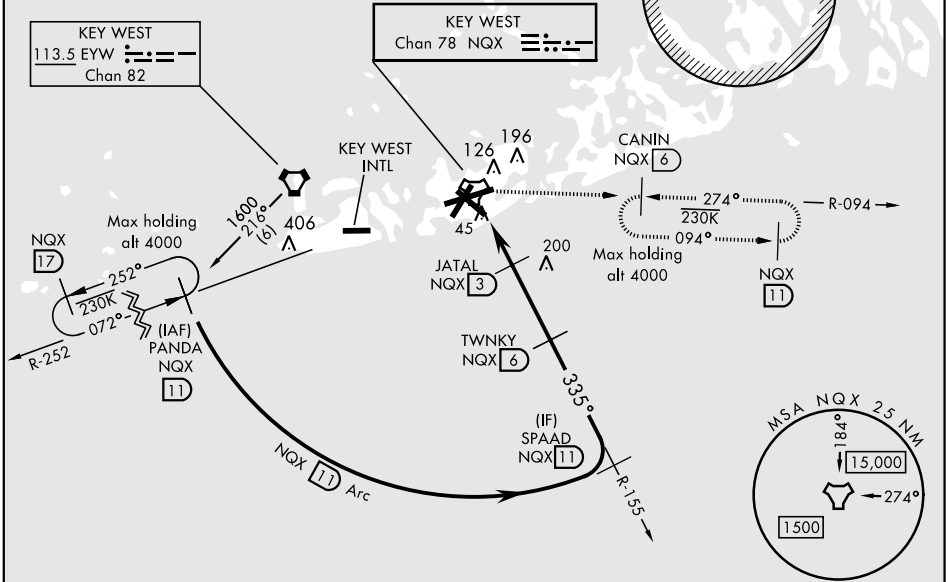 KEY WEST
113.5 EYW
Chan 82
KEY WEST
Chan 78 NQX
126
196
CANIN
NQX 6
KEY WEST
INTL
1600
216°
(6)
406
45
274°
230K
094°
R-094
Max holding
alt 4000
NQX
11
Max holding
alt 4000
NQX
17
252°
230K
072°
R-252
(IAF)
PANDA
NQX
11
JATAL
NQX 3
200
TWNKY
NQX 6
335°
(IF)
SPAAD
NQX 11
R-155
NQX 11 Arc
MSA NQX 25 NM
184°
15,000
274°
1500